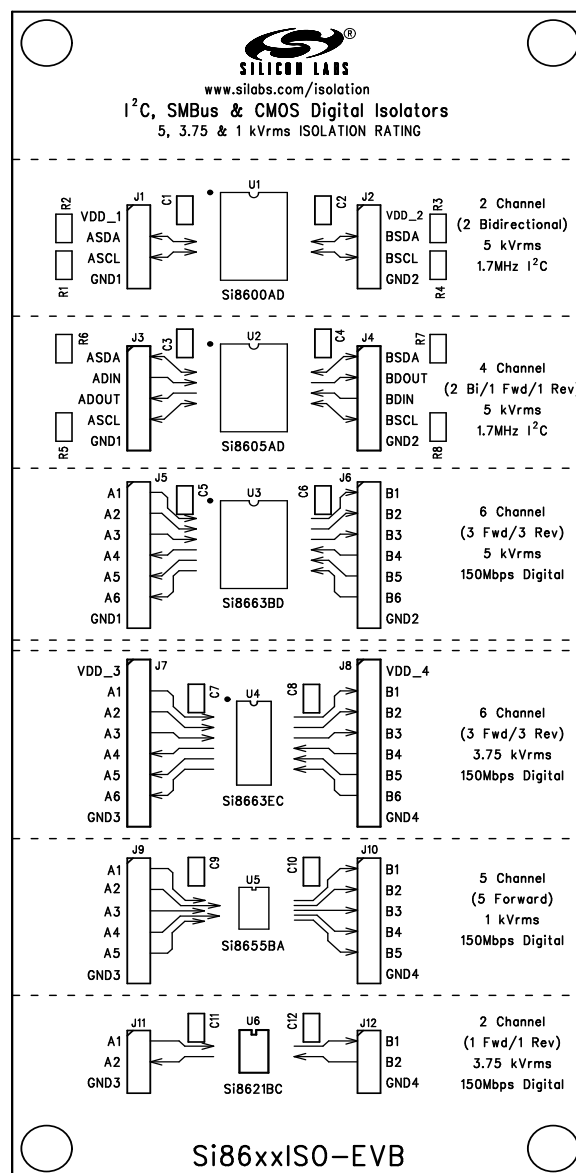 ®
SILICON LABS
www.silabs.com/isolation
I²C, SMBus & CMOS Digital Isolators
5, 3.75 & 1 kVrms ISOLATION RATING
R2 J1 C1 U1 C2 J2 R3
VDD_1 VDD_2
ASDA BSDA
ASCL BSCL
GND1 GND2
R1 R4
Si8600AD
2 Channel
(2 Bidirectional)
5 kVrms
1.7MHz I²C
R6 J3 C3 U2 C4 J4 R7
ASDA BSDA
ADIN BDOUT
ADOUT BDIN
ASCL BSCL
GND1 GND2
R5 R8
Si8605AD
4 Channel
(2 Bi/1 Fwd/1 Rev)
5 kVrms
1.7MHz I²C
J5 C5 U3 C6 J6
A1 B1
A2 B2
A3 B3
A4 B4
A5 B5
A6 B6
GND1 GND2
Si8663BD
6 Channel
(3 Fwd/3 Rev)
5 kVrms
150Mbps Digital
J7 C7 U4 C8 J8
VDD_3 VDD_4
A1 B1
A2 B2
A3 B3
A4 B4
A5 B5
A6 B6
GND3 GND4
Si8663EC
6 Channel
(3 Fwd/3 Rev)
3.75 kVrms
150Mbps Digital
J9 C9 U5 C10 J10
A1 B1
A2 B2
A3 B3
A4 B4
A5 B5
GND3 GND4
Si8655BA
5 Channel
(5 Forward)
1 kVrms
150Mbps Digital
J11 C11 U6 C12 J12
A1 B1
A2 B2
GND3 GND4
Si8621BC
2 Channel
(1 Fwd/1 Rev)
3.75 kVrms
150Mbps Digital
Si86xxISO-EVB